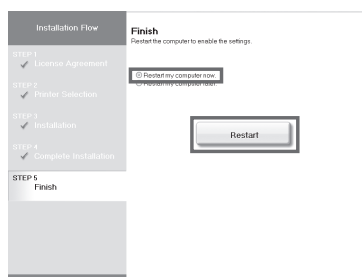 Installation Flow
STEP 1
License Agreement
STEP 2
Printer Selection
STEP 3
Installation
STEP 4
Complete Installation
STEP 5
Finish
Finish
Restart the computer to enable the settings.
Restart my computer now.
Restart my computer later.
Restart